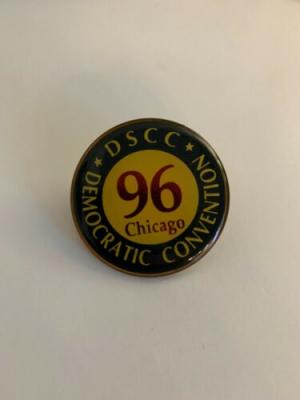 ★ DSCC ★
DEMOCRATIC CONVENTION
96
Chicago